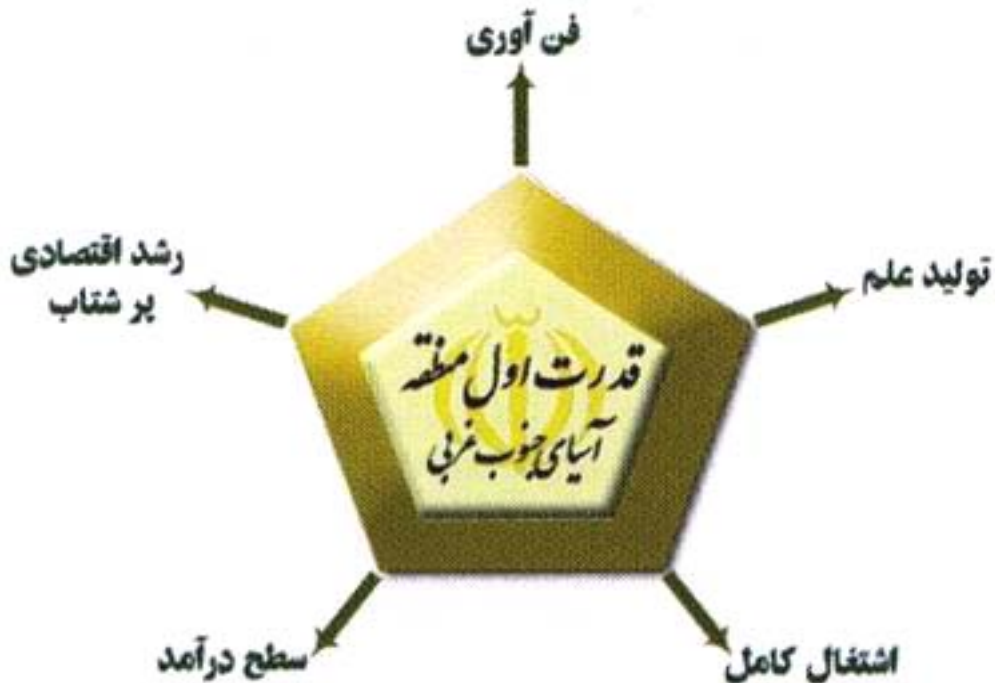 فن آوری
تولید علم
رشد اقتصادی
پر شتاب
قدرت اول منطقه
آسیای جنوب غربی
سطح درآمد
اشتغال کامل